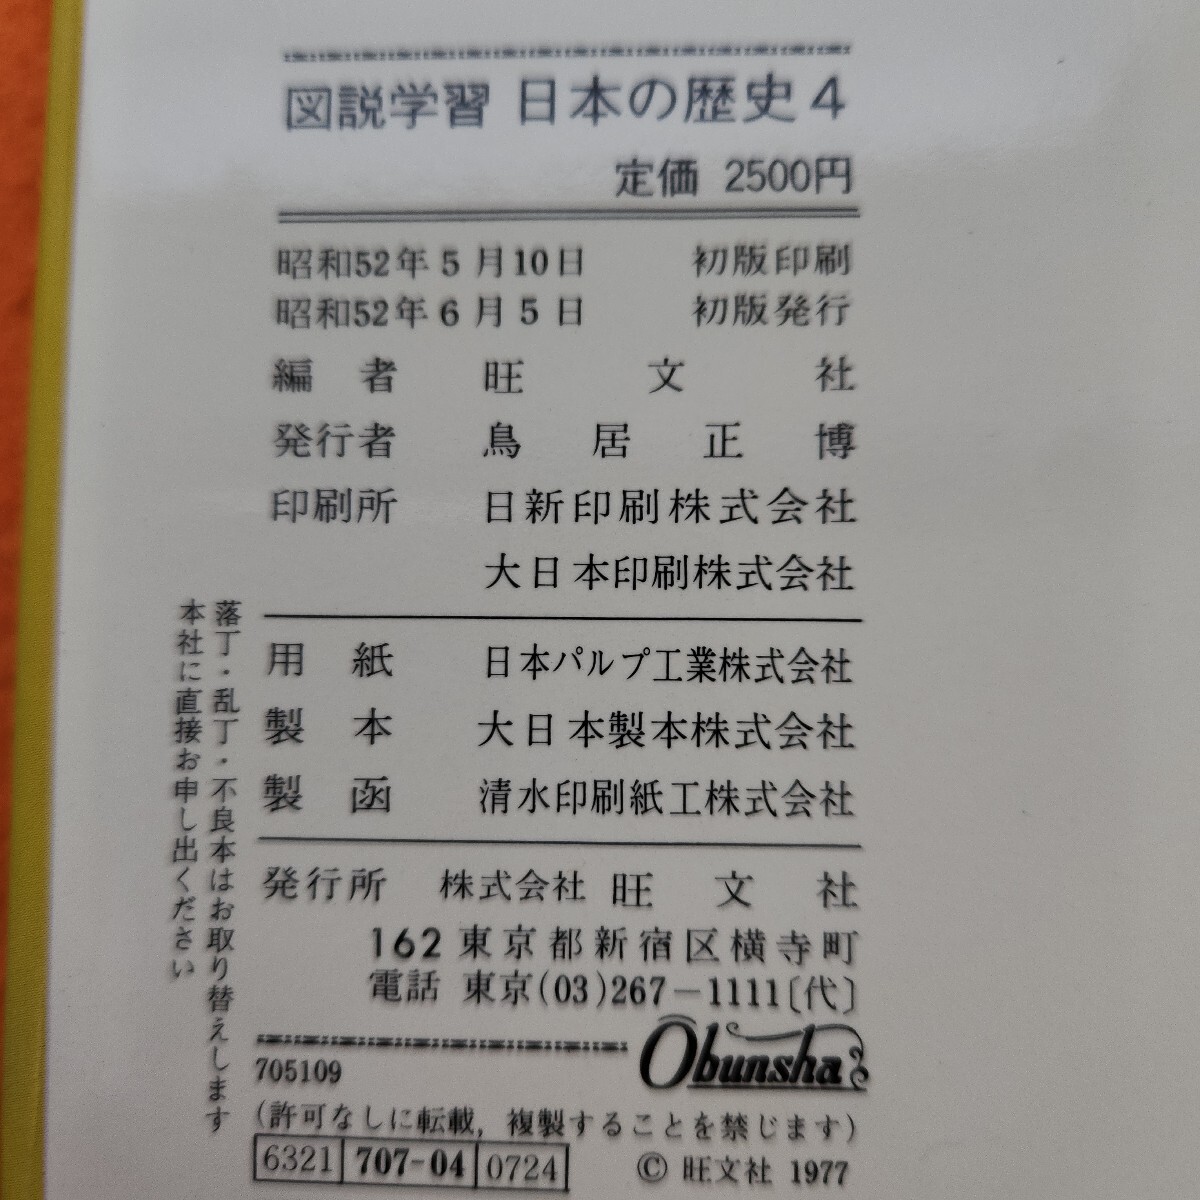 図説学習 日本の歴史4
定価 2500円
昭和52年5月10日 初版印刷
昭和52年6月5日 初版発行
編者 旺文社
発行者 鳥居正博
印刷所 日新印刷株式会社
大日本印刷株式会社
用紙 日本パルプ工業株式会社
製本 大日本製本株式会社
製函 清水印刷紙工株式会社
発行所 株式会社 旺文社
162 東京都新宿区横寺町
電話 東京(03)267-1111〔代〕
Obunsha
705109
(許可なしに転載,複製することを禁じます)
6321 707-04 0724
© 旺文社 1977
落丁・乱丁・不良本はお取り替えします
本社に直接お申し出ください